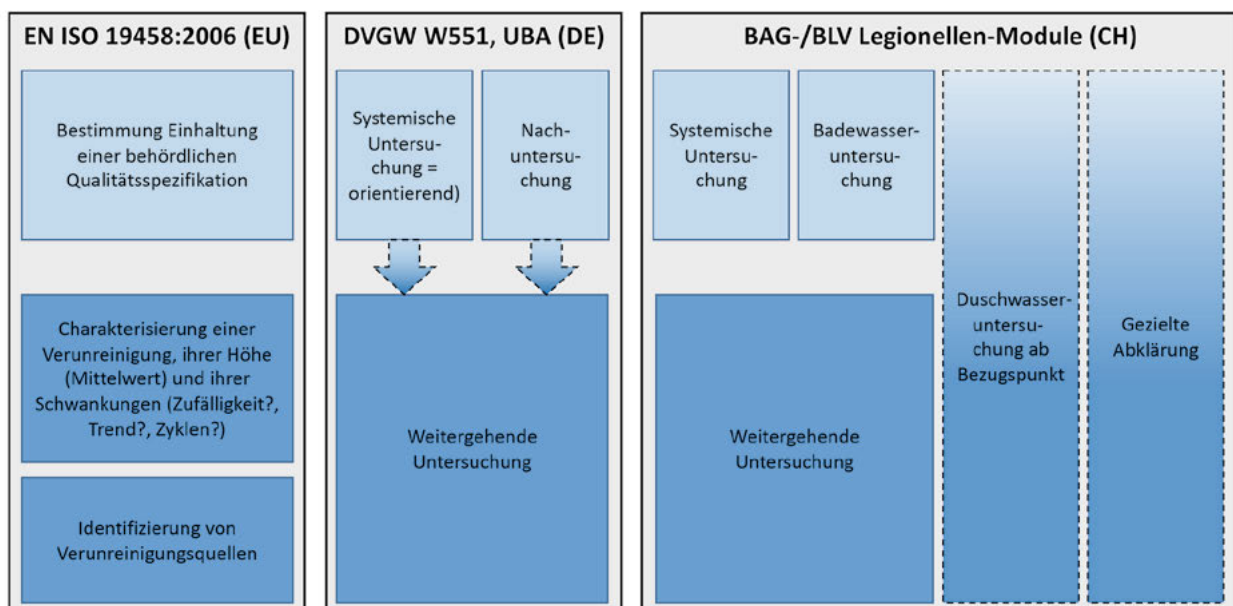 EN ISO 19458:2006 (EU)
Bestimmung Einhaltung
einer behördlichen
Qualitätsspezifikation
Charakterisierung einer
Verunreinigung, ihrer Höhe
(Mittelwert) und ihrer
Schwankungen (Zufälligkeit?,
Trend?, Zyklen?)
Identifizierung von
Verunreinigungsquellen
DVGW W551, UBA (DE)
Systemische
Untersu-
chung =
orientierend)
Nach-
untersu-
chung
Weitergehende
Untersuchung
BAG-/BLV Legionellen-Module (CH)
Systemische
Untersu-
chung
Badewasser-
untersu-
chung
Weitergehende
Untersuchung
Duschwasser-
untersu-
chung ab
Bezugspunkt
Gezielte
Abklärung